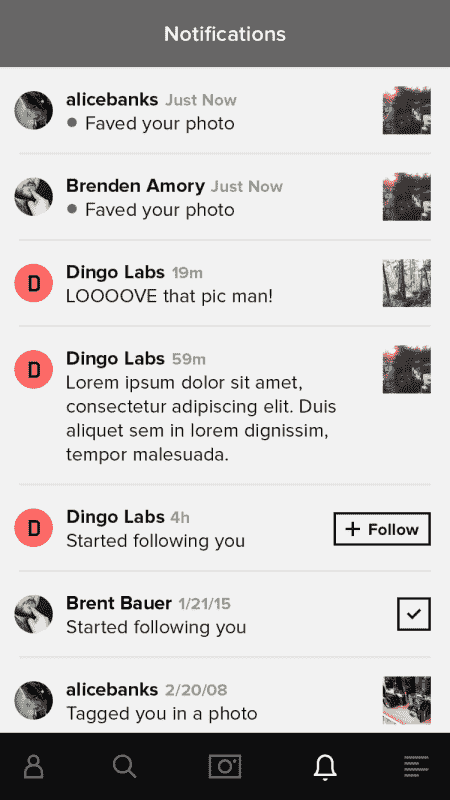 Notifications
alicebanks Just Now
Faved your photo
Brenden Amory Just Now
Faved your photo
D
Dingo Labs 19m
LOOOOVE that pic man!
D
Dingo Labs 59m
Lorem ipsum dolor sit amet,
consectetur adipiscing elit. Duis
aliquet sem in lorem dignissim,
tempor malesuada.
D
Dingo Labs 4h
Started following you
+ Follow
Brent Bauer 1/21/15
Started following you
alicebanks 2/20/08
Tagged you in a photo